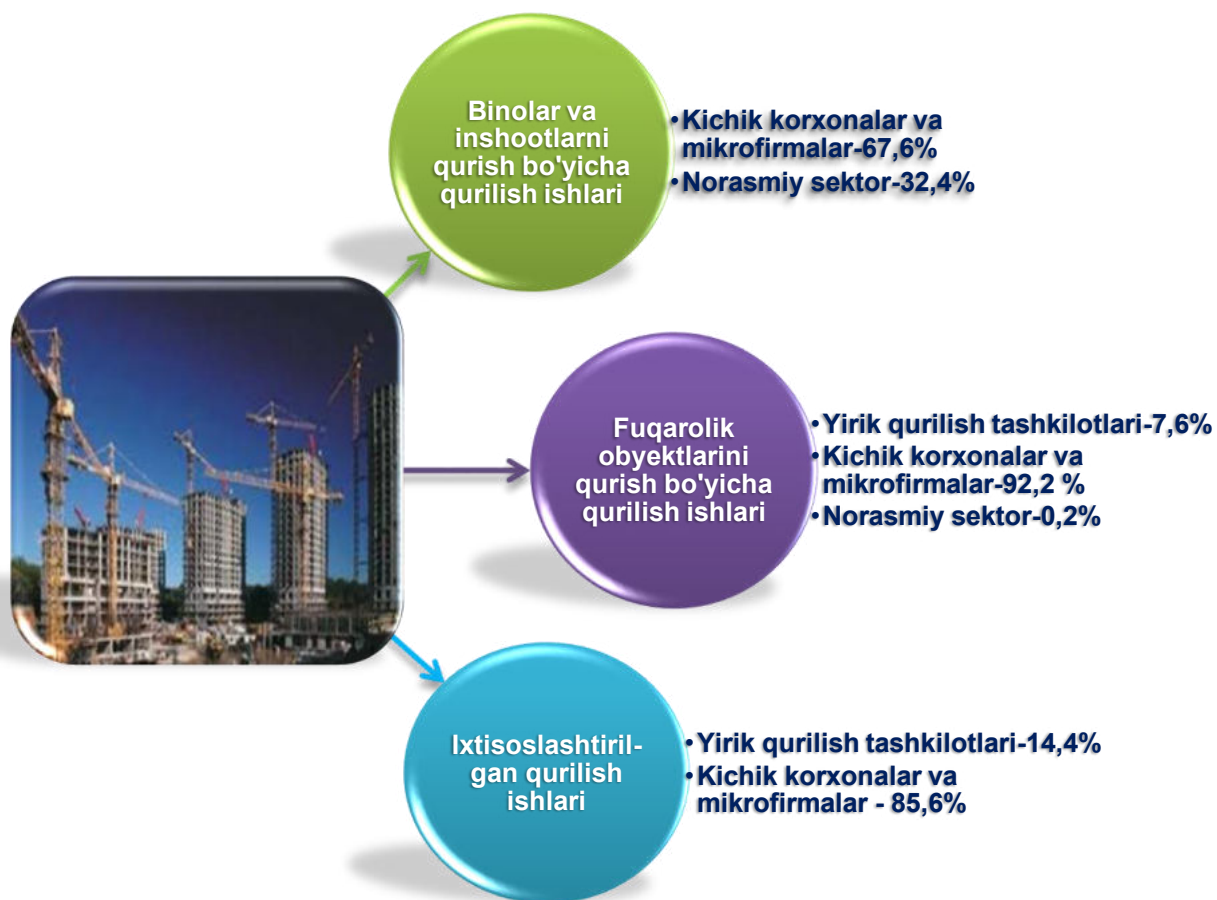 Binolar va
inshootlarni
qurish bo'yicha
qurilish ishlari
•Kichik korxonalar va
mikrofirmalar-67,6%
•Norasmiy sektor-32,4%
Fuqarolik
obyektlarini
qurish bo'yicha
qurilish ishlari
•Yirik qurilish tashkilotlari-7,6%
•Kichik korxonalar va
mikrofirmalar-92,2 %
•Norasmiy sektor-0,2%
Ixtisoslashtiril-
gan qurilish
ishlari
•Yirik qurilish tashkilotlari-14,4%
•Kichik korxonalar va
mikrofirmalar - 85,6%